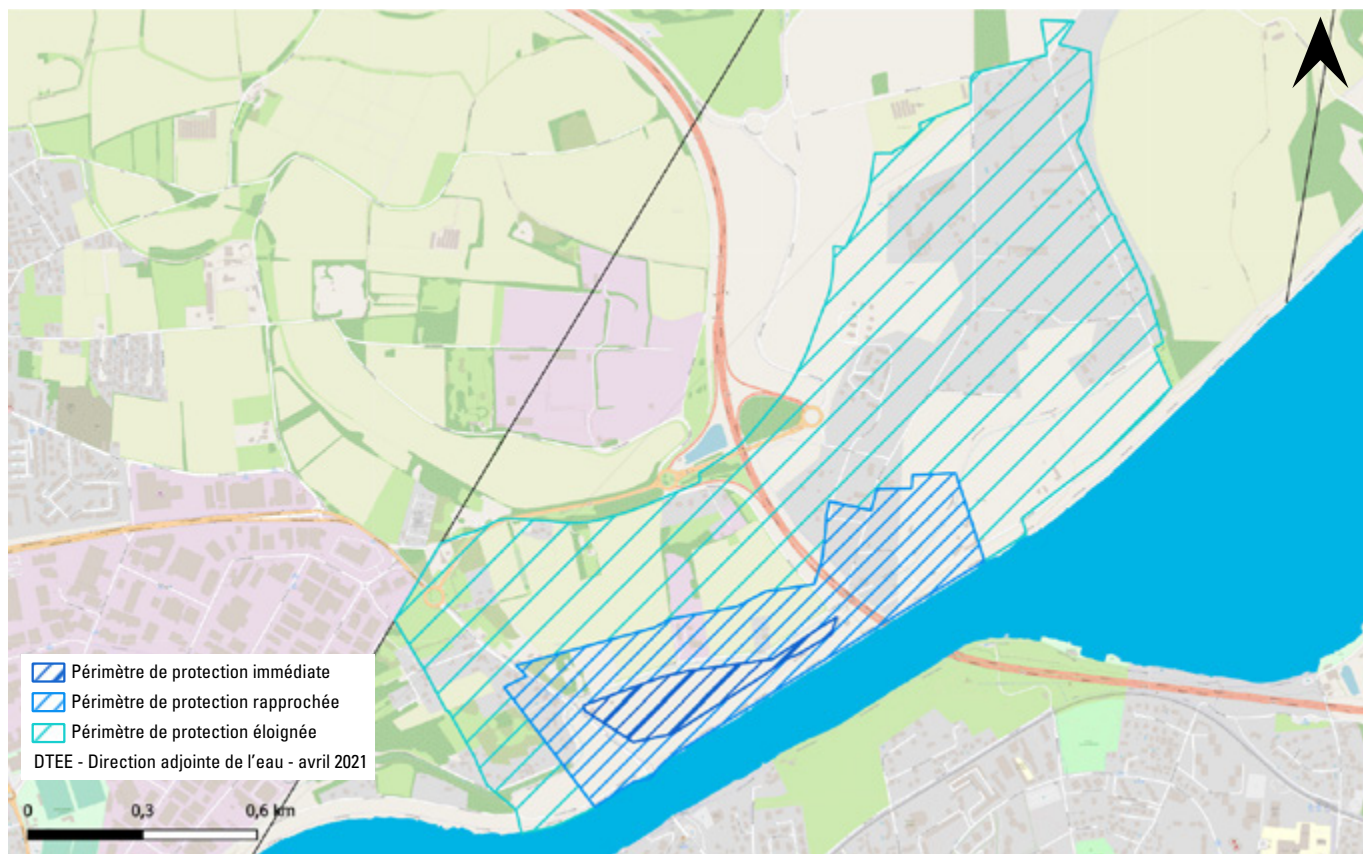 Périmètre de protection immédiate
Périmètre de protection rapprochée
Périmètre de protection éloignée
DTEE - Direction adjointe de l'eau - avril 2021
0 0,3 0,6 km